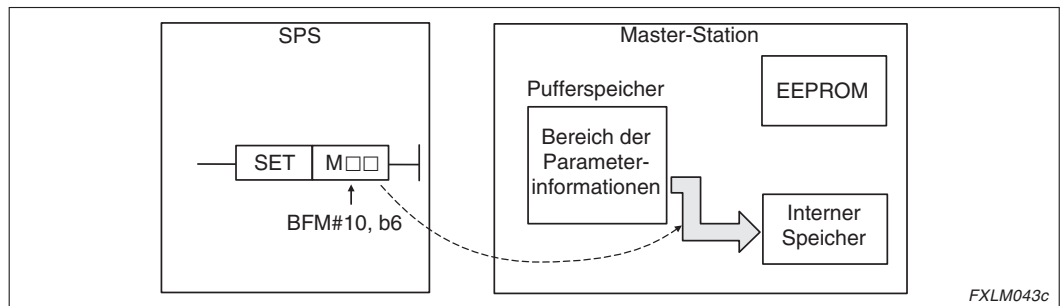 SPS
SET M□□
BFM#10, b6
Master-Station
Pufferspeicher
Bereich der
Parameter-
informationen
EEPROM
Interner
Speicher
FXLM043c